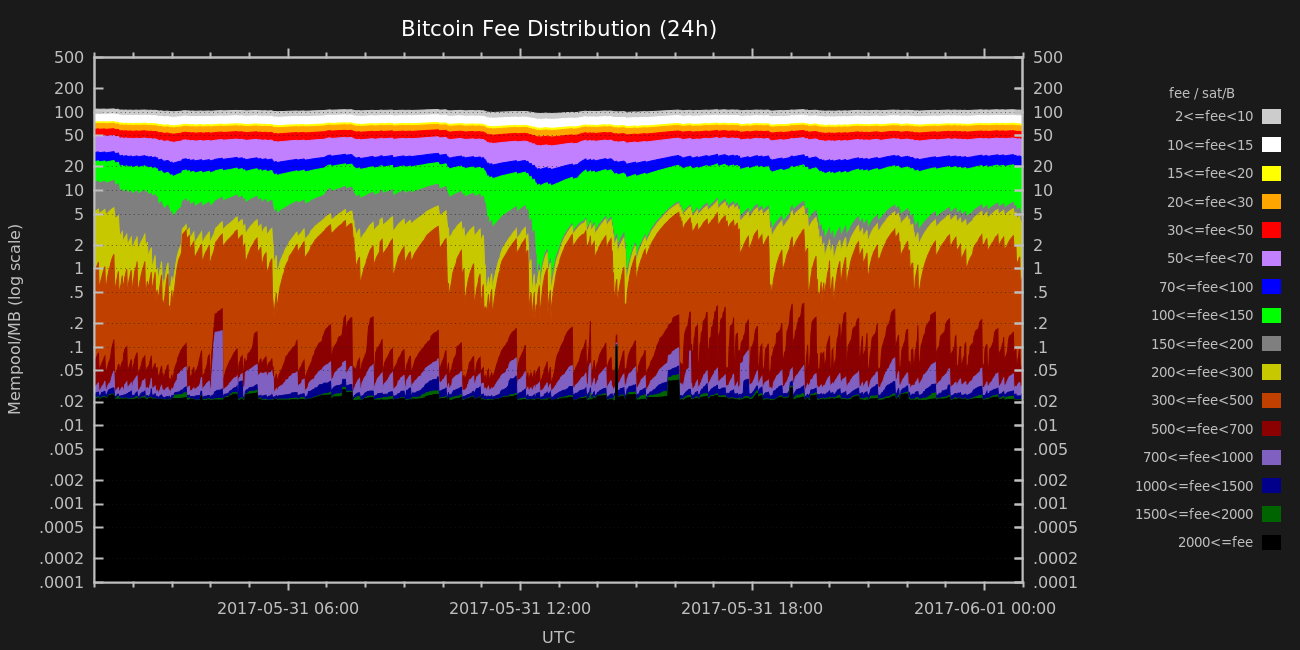 Bitcoin Fee Distribution (24h)
500
200
100
50
20
10
5
2
1
.5
.2
.1
.05
.02
.01
.005
.002
.001
.0005
.0002
.0001
Mempool/MB (log scale)
500
200
100
50
20
10
5
2
1
.5
.2
.1
.05
.02
.01
.005
.002
.001
.0005
.0002
.0001
2017-05-31 06:00
2017-05-31 12:00
2017-05-31 18:00
2017-06-01 00:00
UTC
fee / sat/B
2<=fee<10
10<=fee<15
15<=fee<20
20<=fee<30
30<=fee<50
50<=fee<70
70<=fee<100
100<=fee<150
150<=fee<200
200<=fee<300
300<=fee<500
500<=fee<700
700<=fee<1000
1000<=fee<1500
1500<=fee<2000
2000<=fee